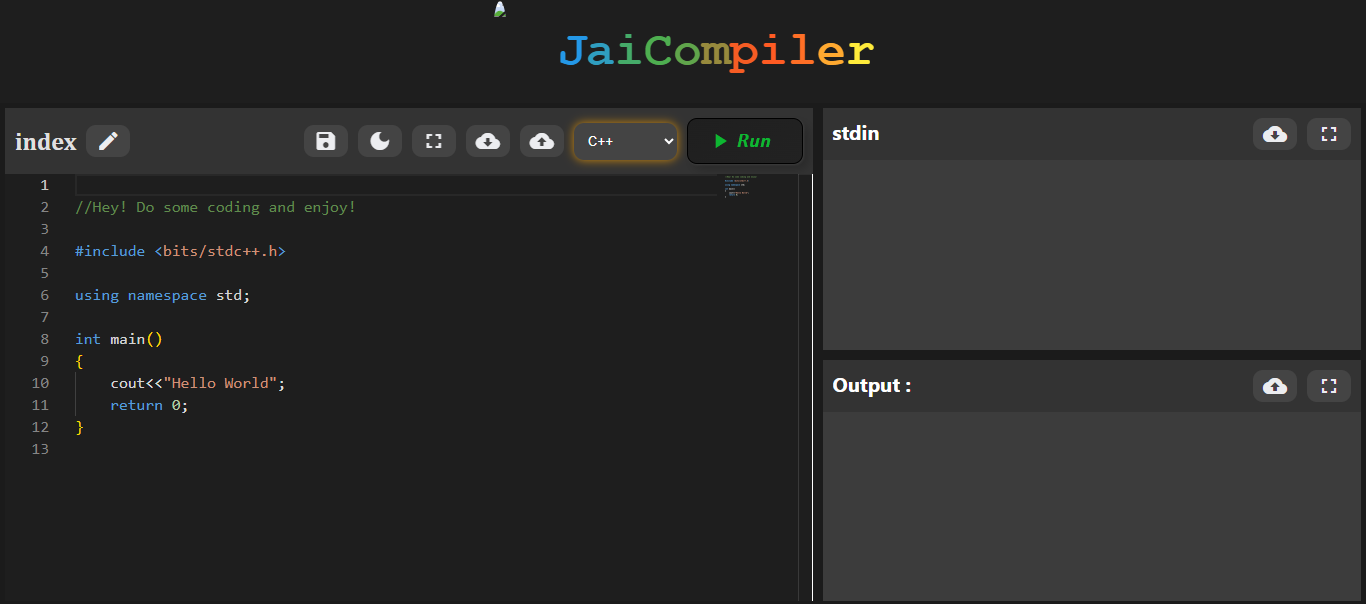 JaiCompiler
index
C++
Run
1
2 //Hey! Do some coding and enjoy!
3
4 #include <bits/stdc++.h>
5
6 using namespace std;
7
8 int main()
9 {
10     cout<<"Hello World";
11     return 0;
12 }
13
stdin
Output :